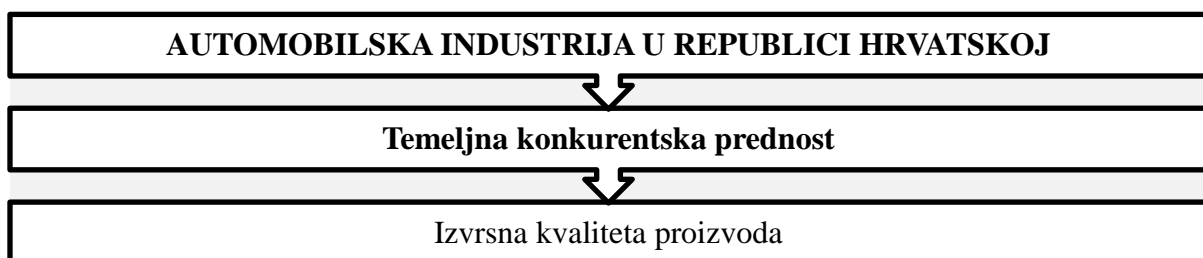 AUTOMOBILSKA INDUSTRIJA U REPUBLICI HRVATSKOJ
Temeljna konkurentska prednost
Izvrsna kvaliteta proizvoda